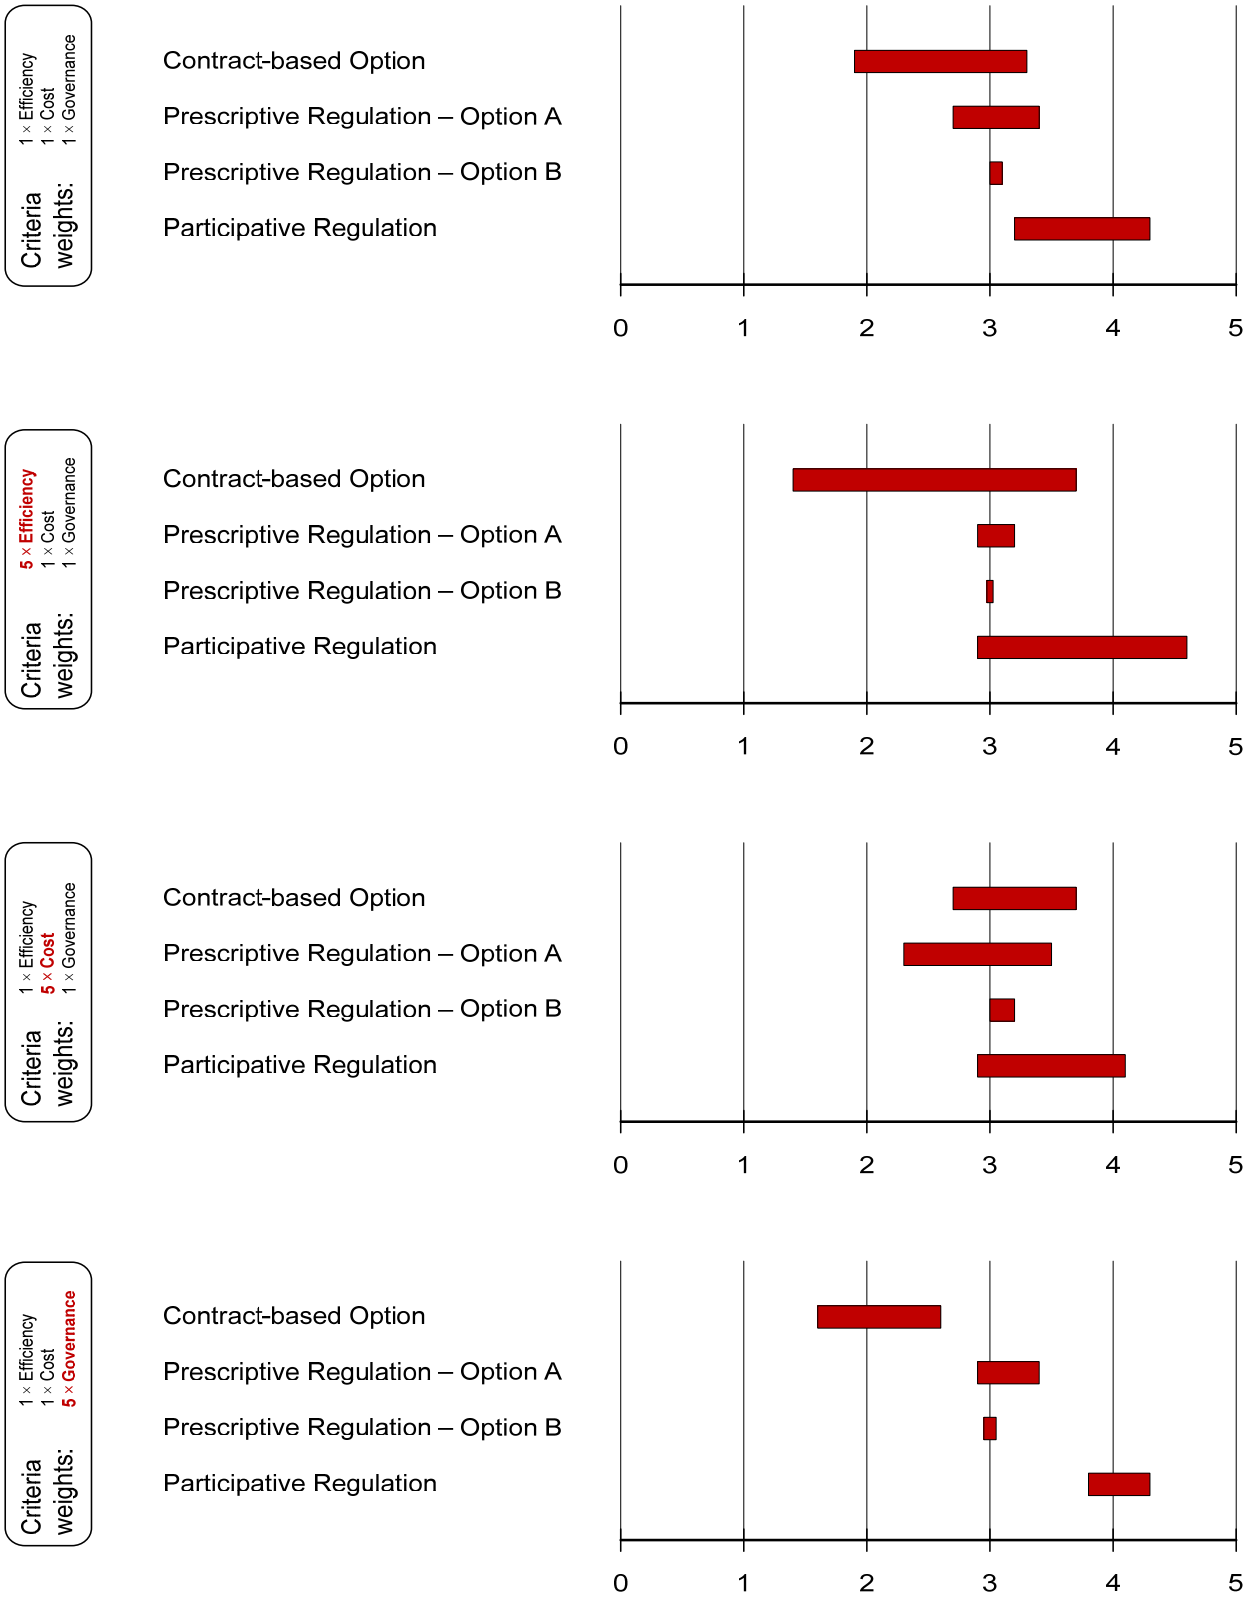 Criteria
weights:
1 × Efficiency
1 × Cost
1 × Governance
Contract-based Option
Prescriptive Regulation – Option A
Prescriptive Regulation – Option B
Participative Regulation
0 1 2 3 4 5
Criteria
weights:
5 × Efficiency
1 × Cost
1 × Governance
Contract-based Option
Prescriptive Regulation – Option A
Prescriptive Regulation – Option B
Participative Regulation
0 1 2 3 4 5
Criteria
weights:
1 × Efficiency
5 × Cost
1 × Governance
Contract-based Option
Prescriptive Regulation – Option A
Prescriptive Regulation – Option B
Participative Regulation
0 1 2 3 4 5
Criteria
weights:
1 × Efficiency
1 × Cost
5 × Governance
Contract-based Option
Prescriptive Regulation – Option A
Prescriptive Regulation – Option B
Participative Regulation
0 1 2 3 4 5